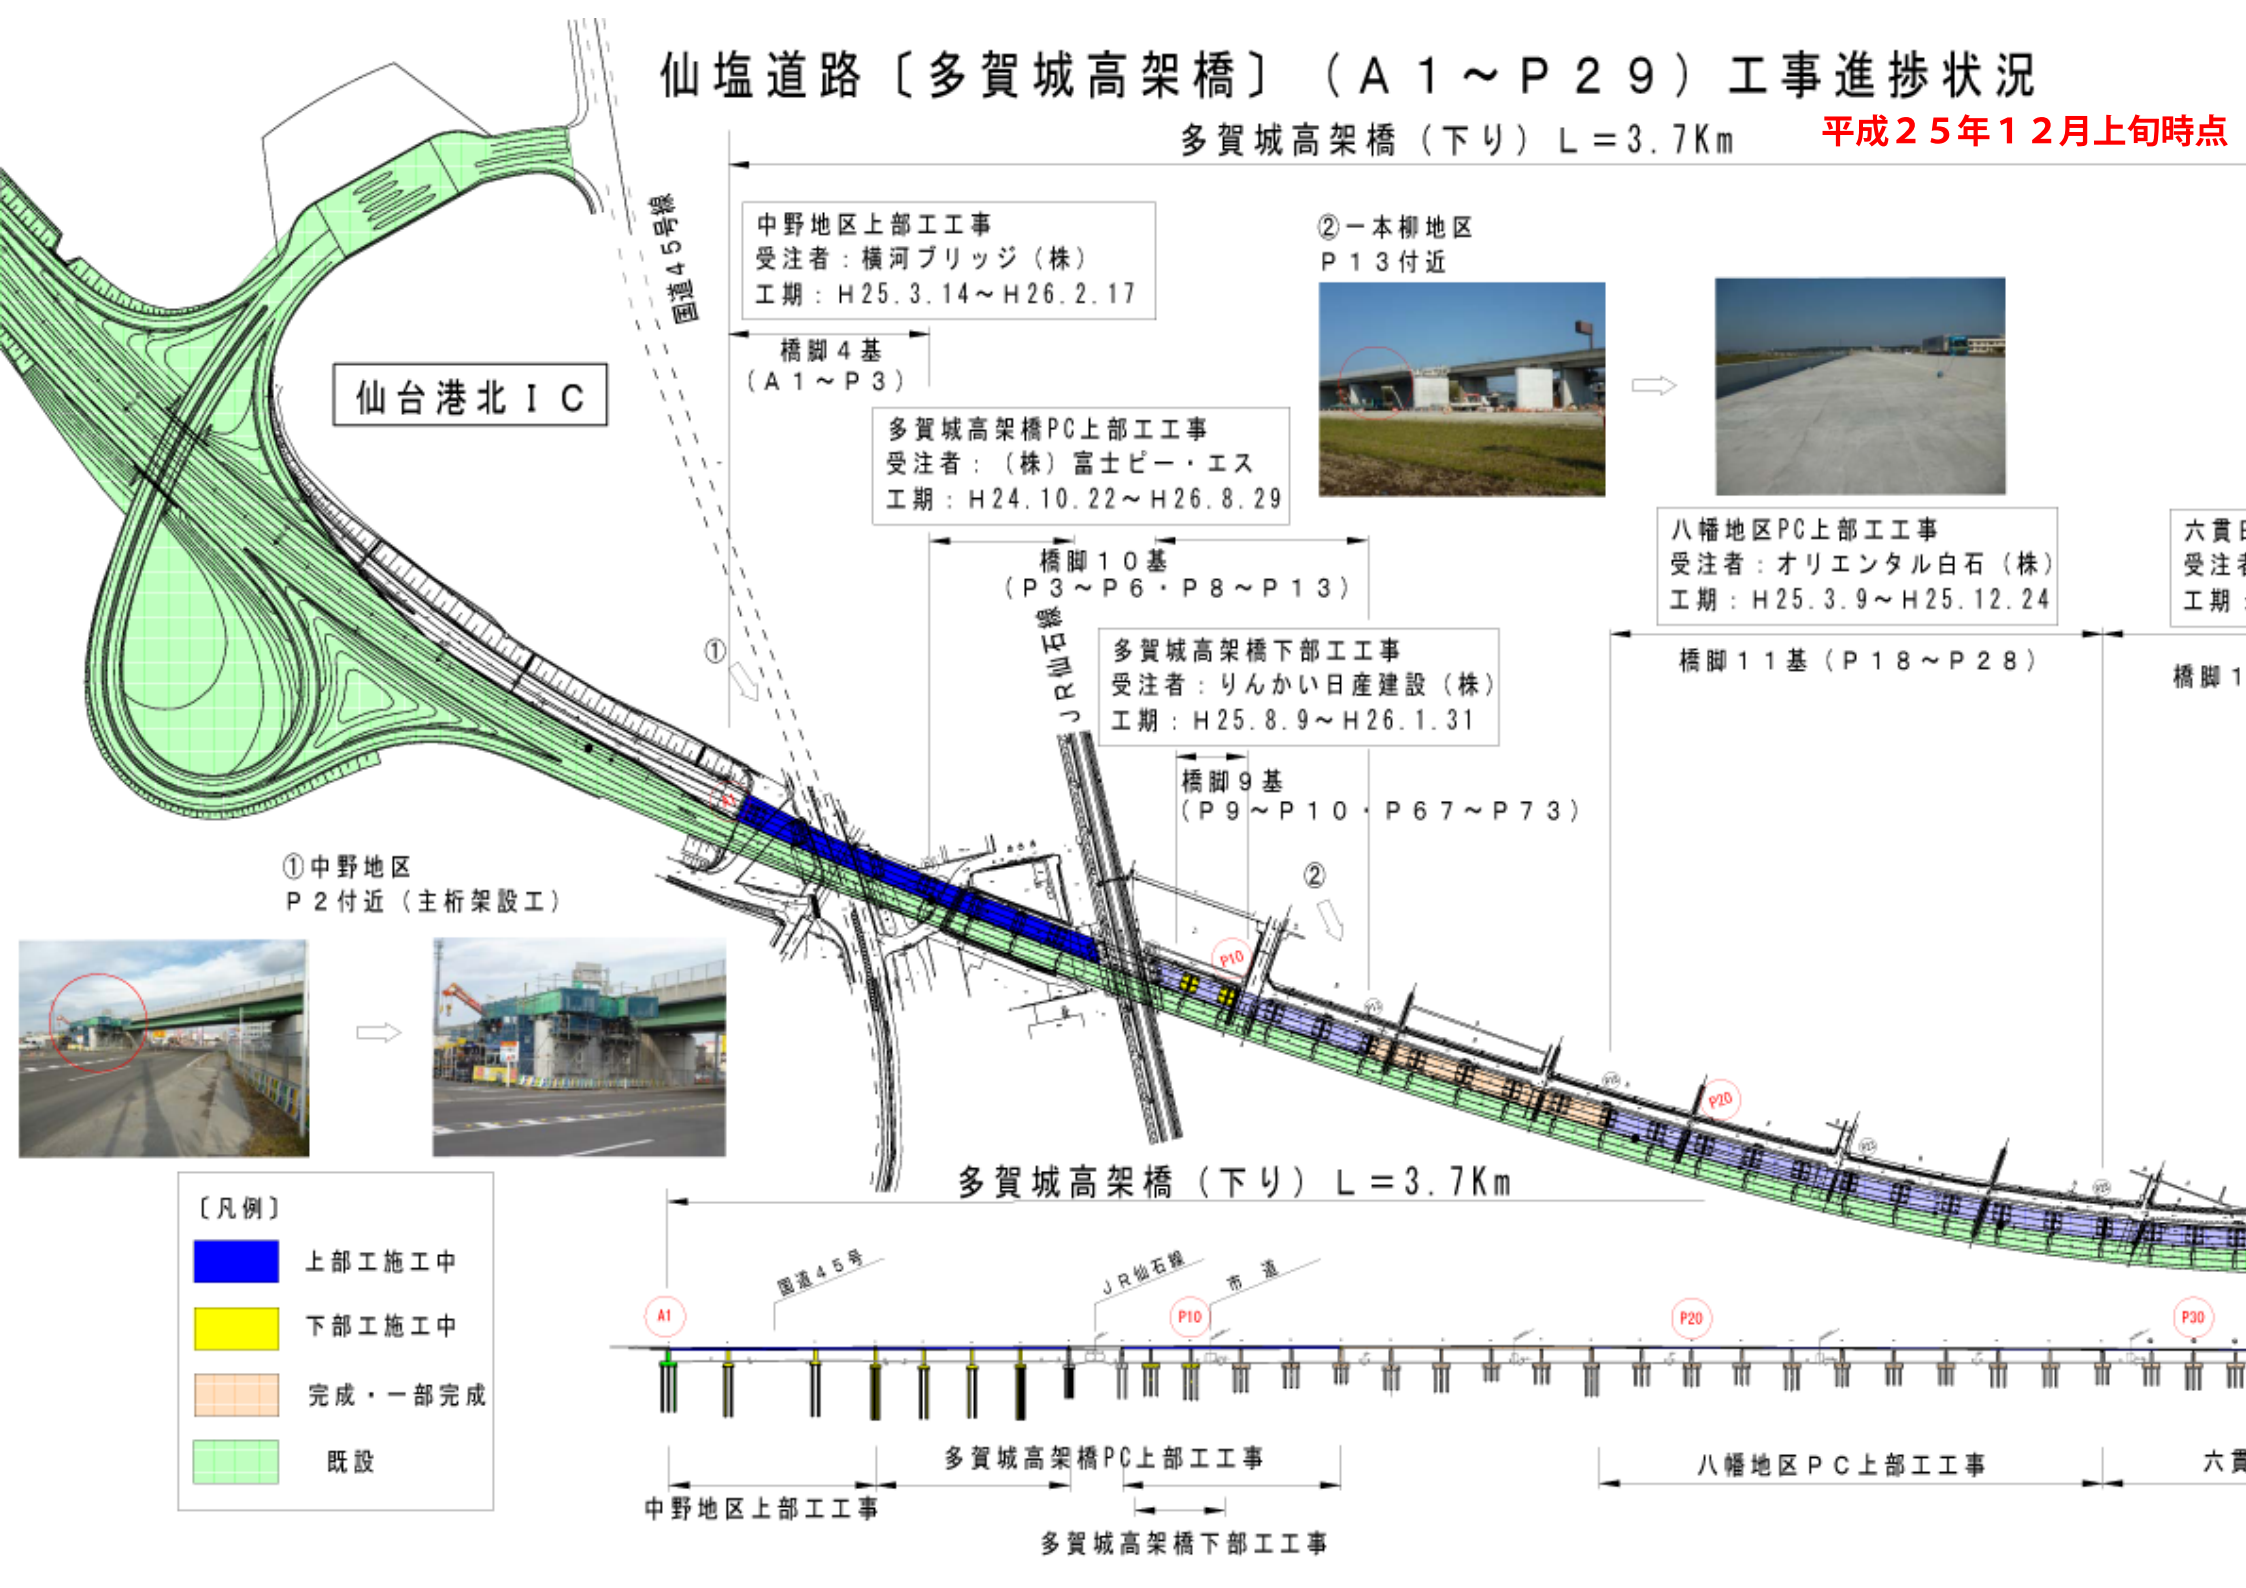 仙塩道路〔多賀城高架橋〕（Ａ１～Ｐ２９）工事進捗状況
多賀城高架橋（下り）Ｌ＝3.7Km
平成２５年１２月上旬時点
国道４５号線
中野地区上部工工事
受注者：横河ブリッジ（株）
工期：Ｈ25.3.14～Ｈ26.2.17
橋脚４基
（Ａ１～Ｐ３）
②一本柳地区
Ｐ１３付近
仙台港北ＩＣ
多賀城高架橋PC上部工工事
受注者：（株）富士ピー・エス
工期：Ｈ24.10.22～Ｈ26.8.29
橋脚１０基
（Ｐ３～Ｐ６・Ｐ８～Ｐ１３）
八幡地区PC上部工工事
受注者：オリエンタル白石（株）
工期：Ｈ25.3.9～Ｈ25.12.24
橋脚１１基（Ｐ１８～Ｐ２８）
六貫
受注
工期：
橋脚１
①
ＪＲ仙石線
多賀城高架橋下部工工事
受注者：りんかい日産建設（株）
工期：Ｈ25.8.9～Ｈ26.1.31
橋脚９基
（Ｐ９～Ｐ１０・Ｐ６７～Ｐ７３）
A1
①中野地区
Ｐ２付近（主桁架設工）
②
P10
P20
多賀城高架橋（下り）Ｌ＝3.7Km
〔凡例〕
上部工施工中
下部工施工中
完成・一部完成
既設
国道４５号
ＪＲ仙石線
市道
A1
P10
P20
P30
多賀城高架橋PC上部工工事
八幡地区ＰＣ上部工工事
六貫
中野地区上部工工事
多賀城高架橋下部工工事